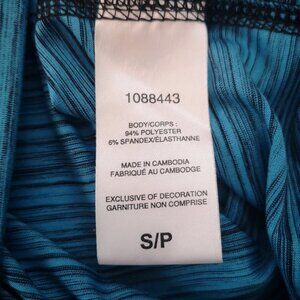 1088443
BODY/CORPS :
94% POLYESTER
6% SPANDEX/ÉLASTHANNE
MADE IN CAMBODIA
FABRIQUÉ AU CAMBODGE
EXCLUSIVE OF DECORATION
GARNITURE NON COMPRISE
S/P